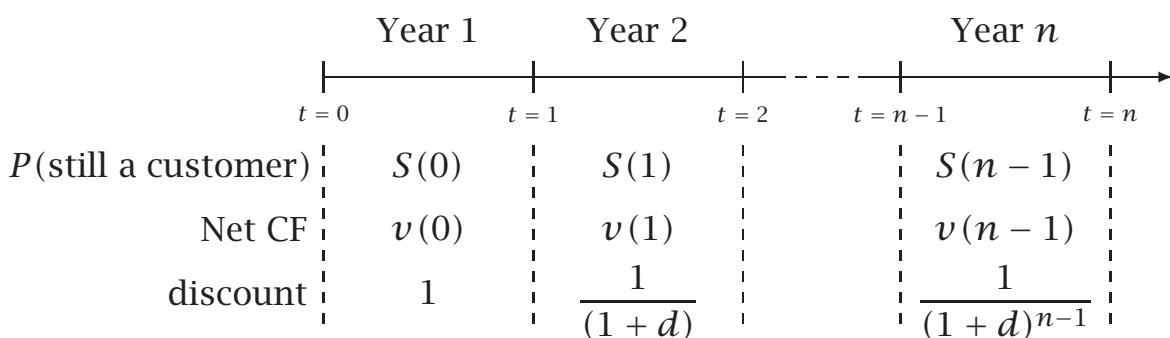 Year 1 Year 2 Year n
t = 0 t = 1 t = 2 t = n − 1 t = n
P(still a customer) S(0) S(1) S(n − 1)
Net CF v(0) v(1) v(n − 1)
discount 1 1/(1 + d) 1/(1 + d)^{n−1}